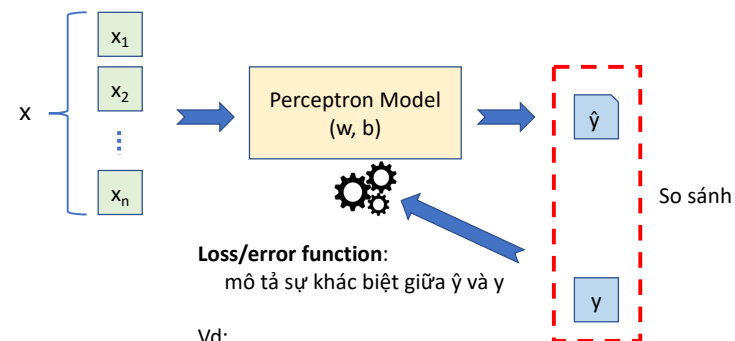 x
x₁
x₂
xₙ
Perceptron Model
(w, b)
ŷ
So sánh
y
Loss/error function:
mô tả sự khác biệt giữa ŷ và y
Vd: